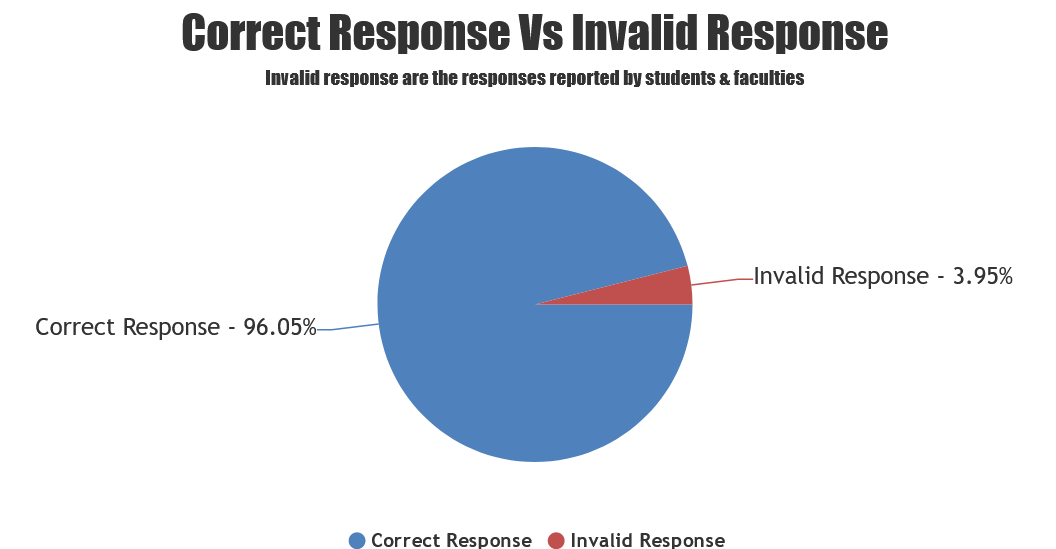 Correct Response Vs Invalid Response
Invalid response are the responses reported by students & faculties
Invalid Response - 3.95%
Correct Response - 96.05%
Correct Response
Invalid Response